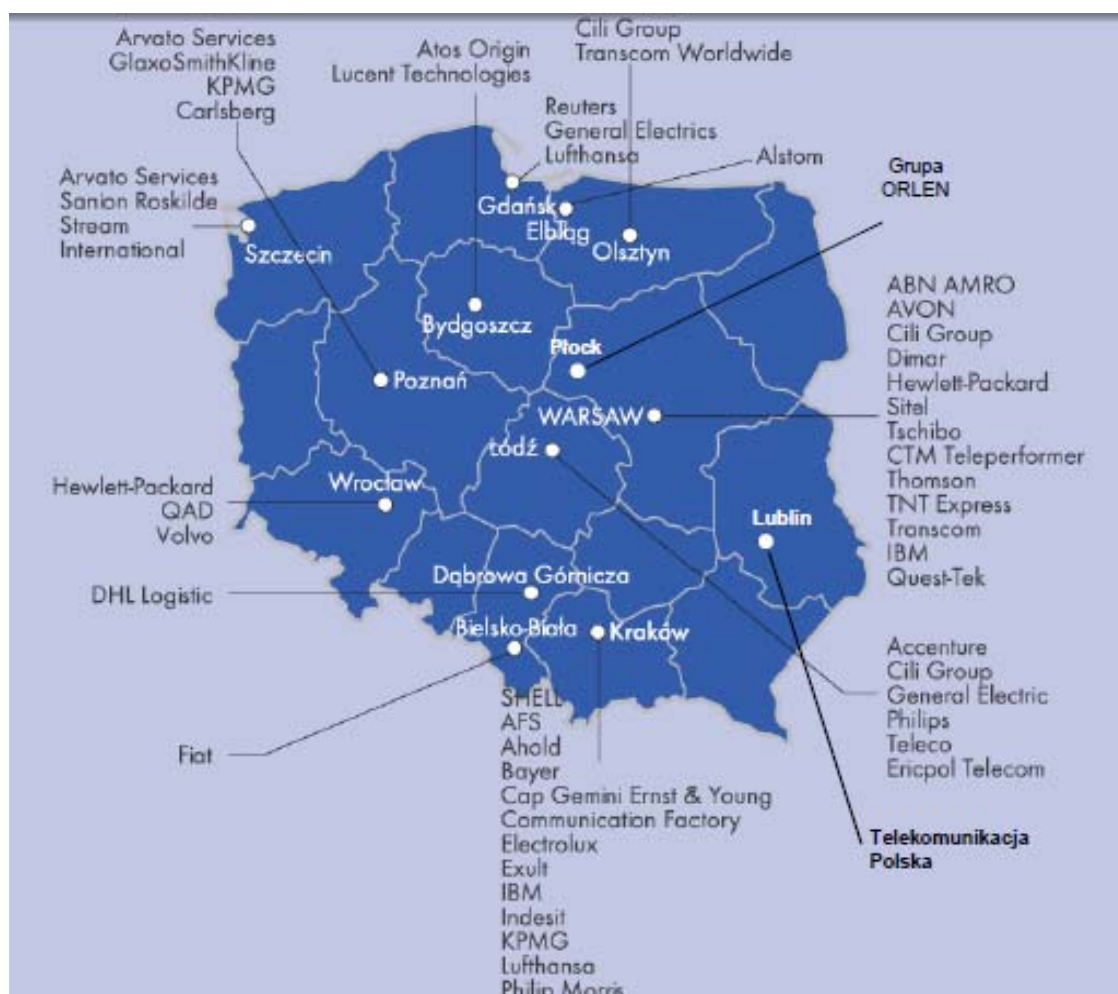 Arvato Services
GlaxoSmithKline
KPMG
Carlsberg
Atos Origin
Lucent Technologies
Cili Group
Transcom Worldwide
Reuters
General Electrics
Lufthansa
Alstom
Grupa
ORLEN
Arvato Services
Sanion Roskilde
Stream
International
Szczecin
Gdańsk
Elbląg
Olsztyn
Bydgoszcz
Płock
Poznań
WARSAW
Łódź
Wrocław
Lublin
Dąbrowa Górnicza
Bielsko-Biała
Kraków
ABN AMRO
AVON
Cili Group
Dimar
Hewlett-Packard
Sitel
Tschibo
CTM Teleperformer
Thomson
TNT Express
Transcom
IBM
Quest-Tek
Hewlett-Packard
QAD
Volvo
DHL Logistic
Fiat
Accenture
Cili Group
General Electric
Philips
Teleco
Ericpol Telecom
Telekomunikacja
Polska
SHELL
AFS
Ahold
Bayer
Cap Gemini Ernst & Young
Communication Factory
Electrolux
Exult
IBM
Indesit
KPMG
Lufthansa
Philip Morris